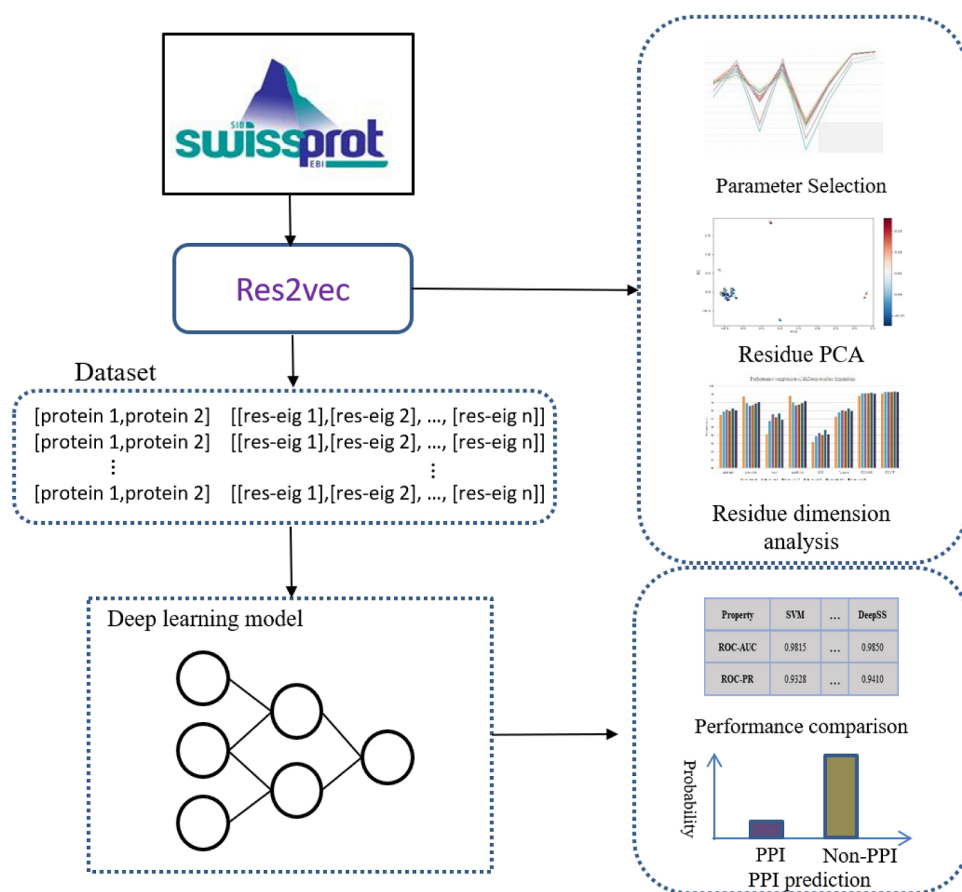 SIB
swissprot
EBI
Res2vec
Dataset
[protein 1,protein 2] [[res-eig 1],[res-eig 2], ..., [res-eig n]]
[protein 1,protein 2] [[res-eig 1],[res-eig 2], ..., [res-eig n]]
⋮ ⋮
[protein 1,protein 2] [[res-eig 1],[res-eig 2], ..., [res-eig n]]
Deep learning model
Parameter Selection
Residue PCA
Residue dimension
analysis
Property SVM ... DeepSS
ROC-AUC 0.9815 ... 0.9850
ROC-PR 0.9328 ... 0.9410
Performance comparison
Probability
PPI Non-PPI
PPI prediction